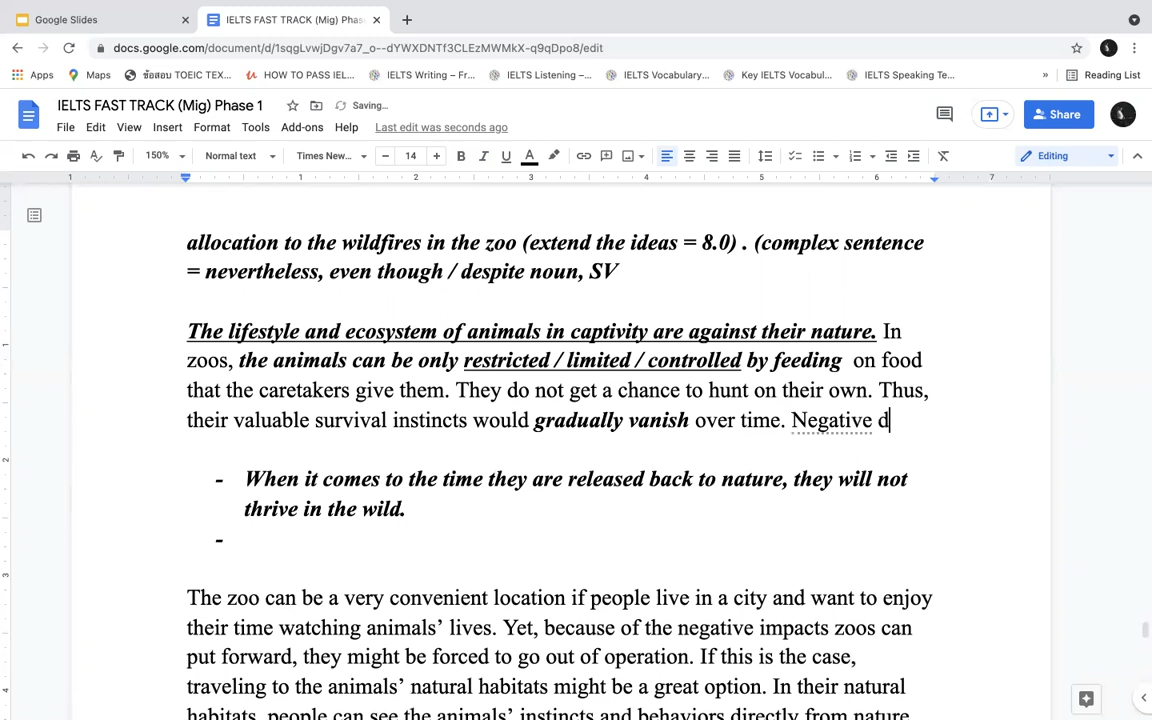 Google Slides
IELTS FAST TRACK (Mig) Phas
docs.google.com/document/d/1sqgLvwjDgv7a7_o--dYWXDNTf3CLEzMWMkX-q9qDpo8/edit
Apps Maps ข้อสอบ TOEIC TEX... HOW TO PASS IEL... IELTS Writing – Fr... IELTS Listening –... IELTS Vocabulary... Key IELTS Vocabul... IELTS Speaking Te... » Reading List
IELTS FAST TRACK (Mig) Phase 1 Saving...
File Edit View Insert Format Tools Add-ons Help Last edit was seconds ago
Share
150% Normal text Times New... 14 B I U A Editing
1 1 2 3 4 5 6 7
allocation to the wildfires in the zoo (extend the ideas = 8.0) . (complex sentence
= nevertheless, even though / despite noun, SV
The lifestyle and ecosystem of animals in captivity are against their nature. In
zoos, the animals can be only restricted / limited / controlled by feeding on food
that the caretakers give them. They do not get a chance to hunt on their own. Thus,
their valuable survival instincts would gradually vanish over time. Negative d
- When it comes to the time they are released back to nature, they will not
thrive in the wild.
-
The zoo can be a very convenient location if people live in a city and want to enjoy
their time watching animals’ lives. Yet, because of the negative impacts zoos can
put forward, they might be forced to go out of operation. If this is the case,
traveling to the animals’ natural habitats might be a great option. In their natural
habitats, people can see the animals’ instincts and behaviors directly from nature